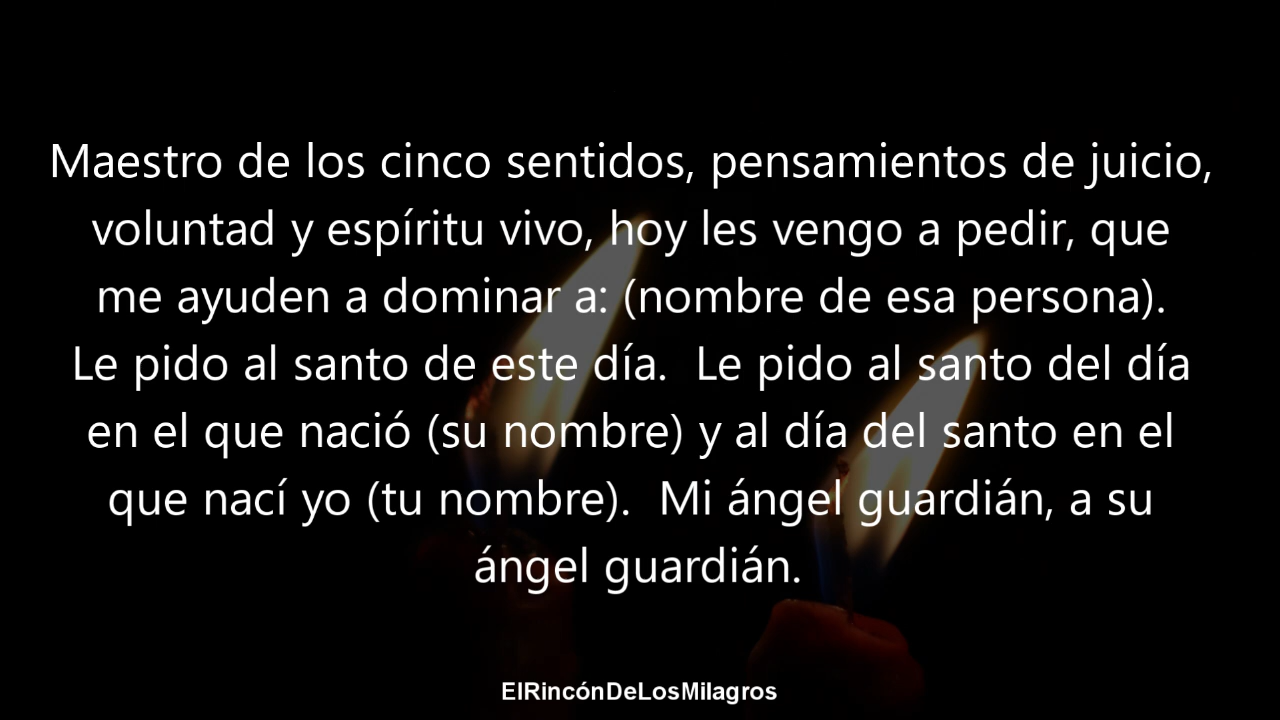 Maestro de los cinco sentidos, pensamientos de juicio,
voluntad y espíritu vivo, hoy les vengo a pedir, que
me ayuden a dominar a: (nombre de esa persona).
Le pido al santo de este día.  Le pido al santo del día
en el que nació (su nombre) y al día del santo en el
que nací yo (tu nombre).  Mi ángel guardián, a su
ángel guardián.
ElRincónDeLosMilagros